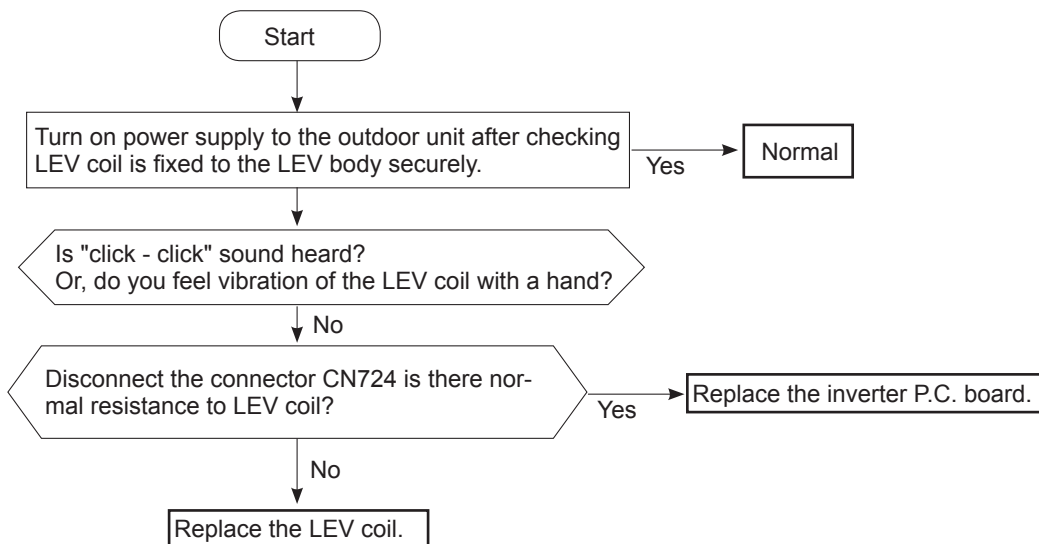 Start
Turn on power supply to the outdoor unit after checking
LEV coil is fixed to the LEV body securely.
Yes
Normal
Is "click - click" sound heard?
Or, do you feel vibration of the LEV coil with a hand?
No
Disconnect the connector CN724 is there nor-
mal resistance to LEV coil?
Yes
Replace the inverter P.C. board.
No
Replace the LEV coil.